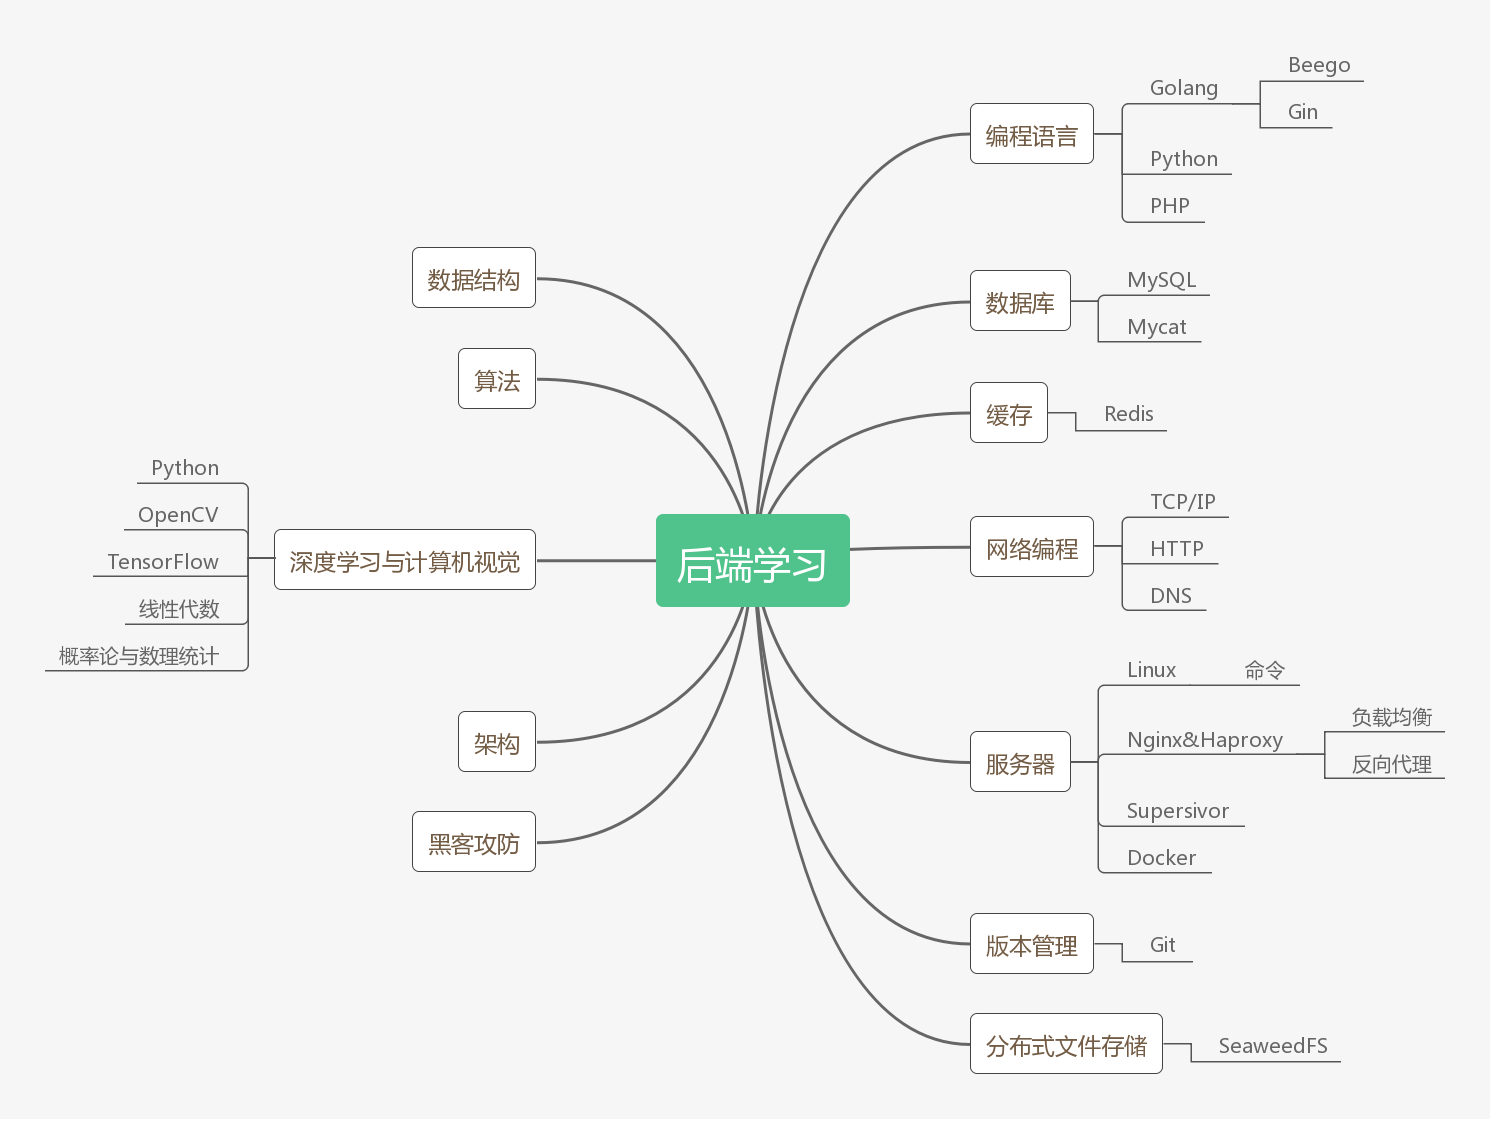 后端学习
编程语言
Golang
Beego
Gin
Python
PHP
数据库
MySQL
Mycat
缓存
Redis
网络编程
TCP/IP
HTTP
DNS
服务器
Linux
命令
Nginx&Haproxy
负载均衡
反向代理
Supersivor
Docker
版本管理
Git
分布式文件存储
SeaweedFS
数据结构
算法
深度学习与计算机视觉
Python
OpenCV
TensorFlow
线性代数
概率论与数理统计
架构
黑客攻防